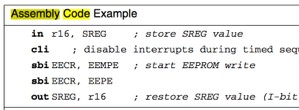 Assembly Code Example
in r16, SREG ; store SREG value
cli ; disable interrupts during timed seq
sbi EECR, EEMPE ; start EEPROM write
sbi EECR, EEPE
out SREG, r16 ; restore SREG value (I-bit